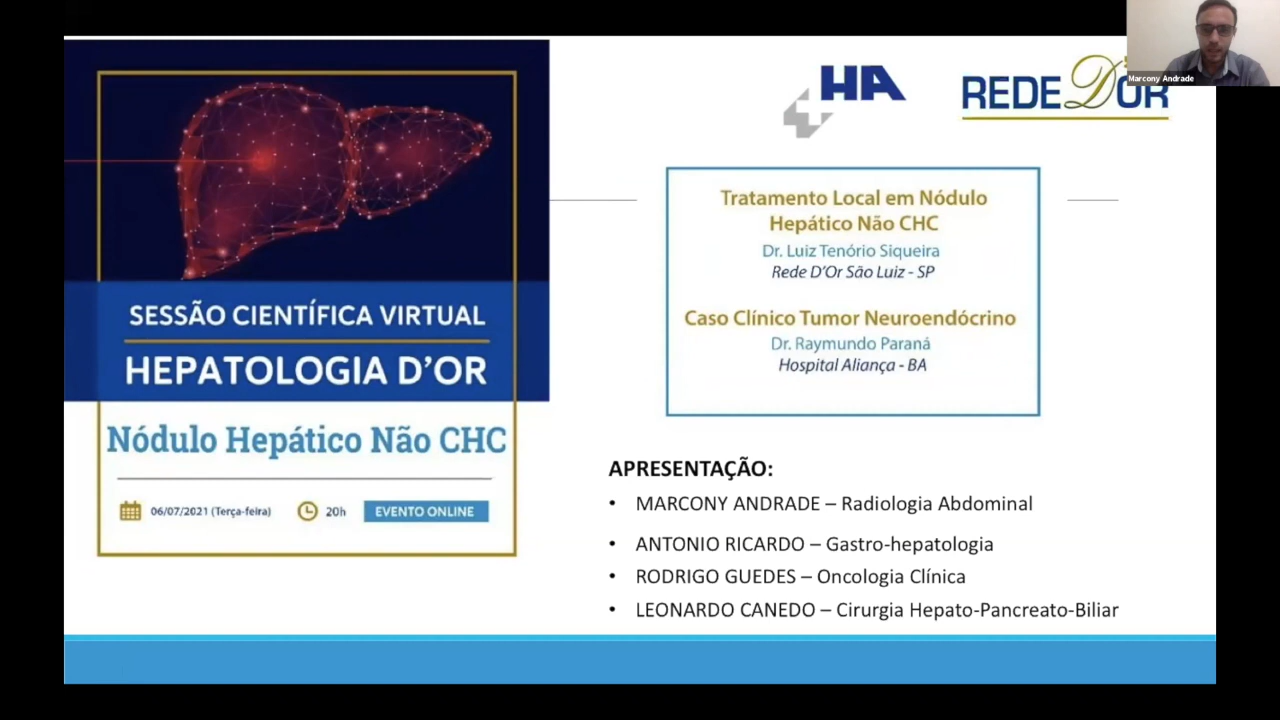 SESSÃO CIENTÍFICA VIRTUAL
HEPATOLOGIA D'OR
Nódulo Hepático Não CHC
06/07/2021 (Terça-feira)
20h
EVENTO ONLINE
HA
REDE D'OR
Marcony Andrade
Tratamento Local em Nódulo
Hepático Não CHC
Dr. Luiz Tenório Siqueira
Rede D'Or São Luiz - SP
Caso Clínico Tumor Neuroendócrino
Dr. Raymundo Paraná
Hospital Aliança - BA
APRESENTAÇÃO:
• MARCONY ANDRADE – Radiologia Abdominal
• ANTONIO RICARDO – Gastro-hepatologia
• RODRIGO GUEDES – Oncologia Clínica
• LEONARDO CANEDO – Cirurgia Hepato-Pancreato-Biliar